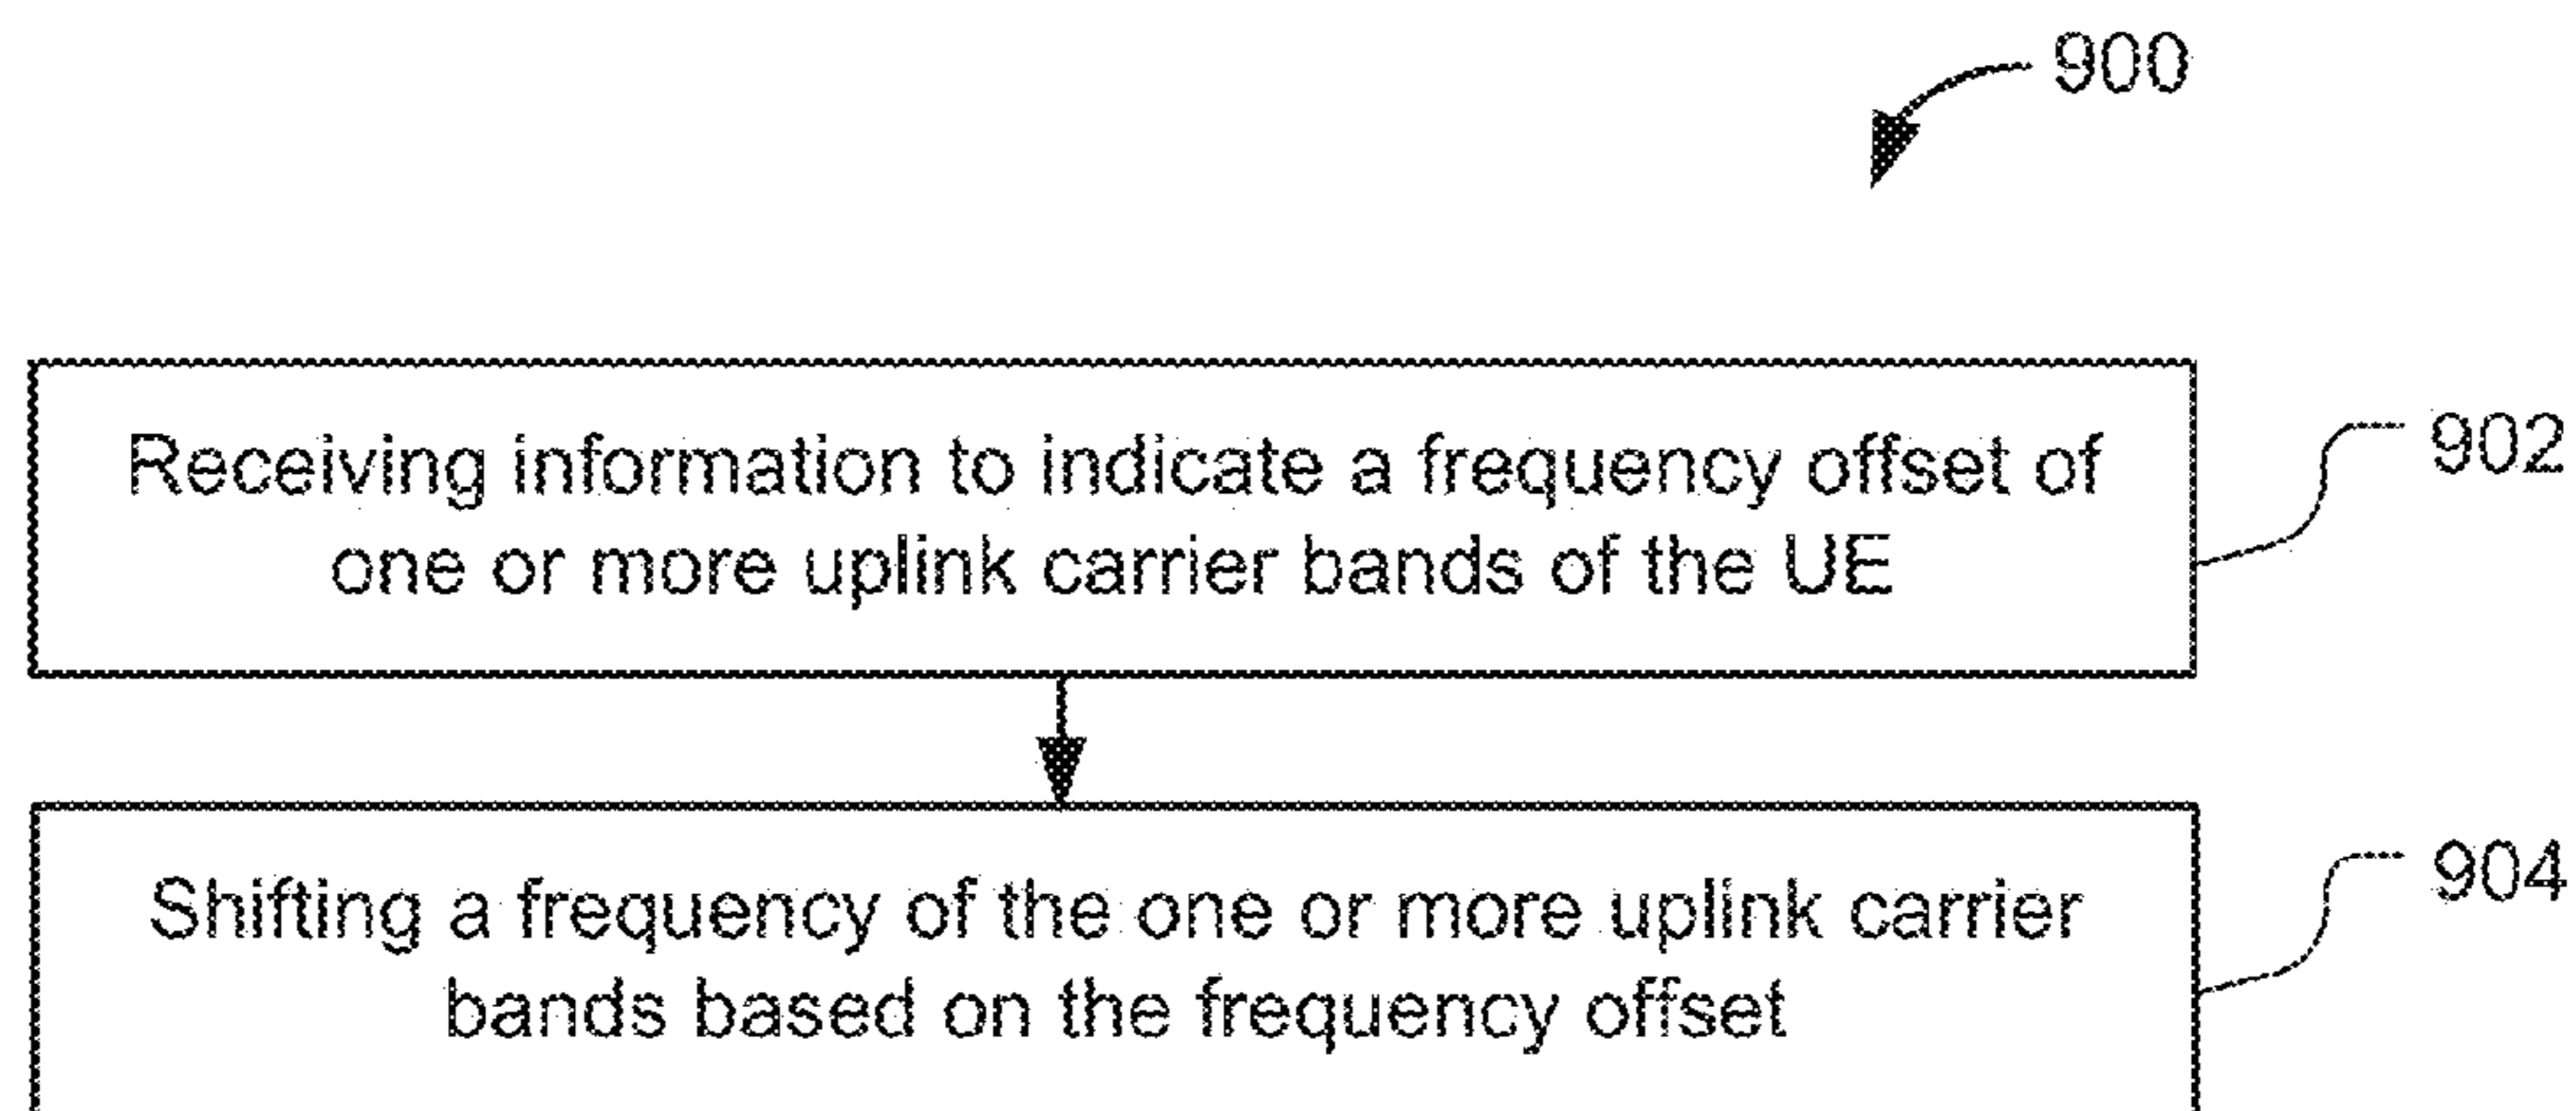 900
Receiving information to indicate a frequency offset of
one or more uplink carrier bands of the UE
902
Shifting a frequency of the one or more uplink carrier
bands based on the frequency offset
904